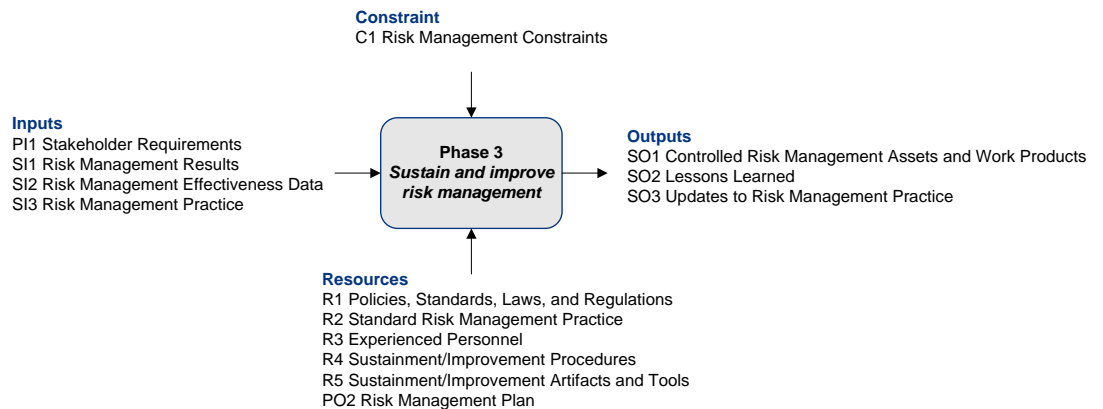 Constraint
C1 Risk Management Constraints
Inputs
PI1 Stakeholder Requirements
SI1 Risk Management Results
SI2 Risk Management Effectiveness Data
SI3 Risk Management Practice
Phase 3
Sustain and improve
risk management
Outputs
SO1 Controlled Risk Management Assets and Work Products
SO2 Lessons Learned
SO3 Updates to Risk Management Practice
Resources
R1 Policies, Standards, Laws, and Regulations
R2 Standard Risk Management Practice
R3 Experienced Personnel
R4 Sustainment/Improvement Procedures
R5 Sustainment/Improvement Artifacts and Tools
PO2 Risk Management Plan